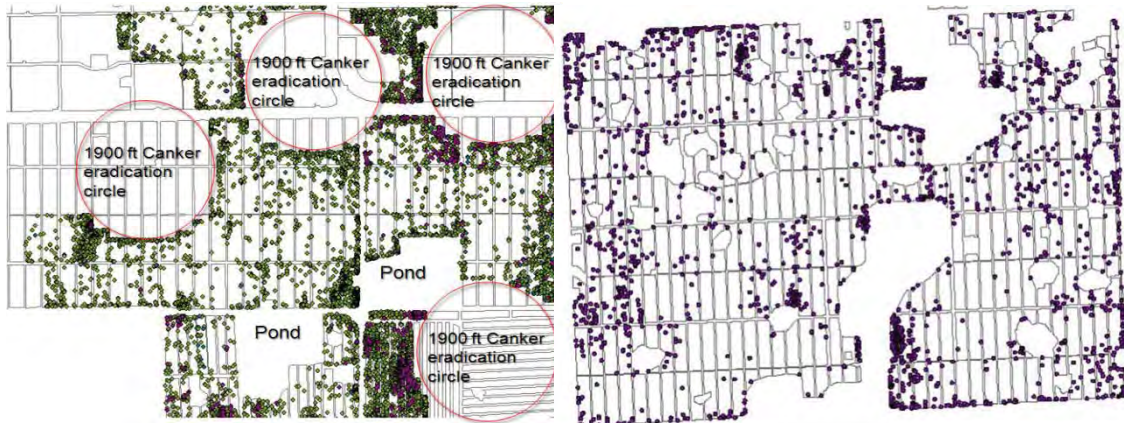 1900 ft Canker
eradication
circle
1900 ft Canker
eradication
circle
1900 ft Canker
eradication
circle
Pond
Pond
1900 ft Canker
eradication
circle